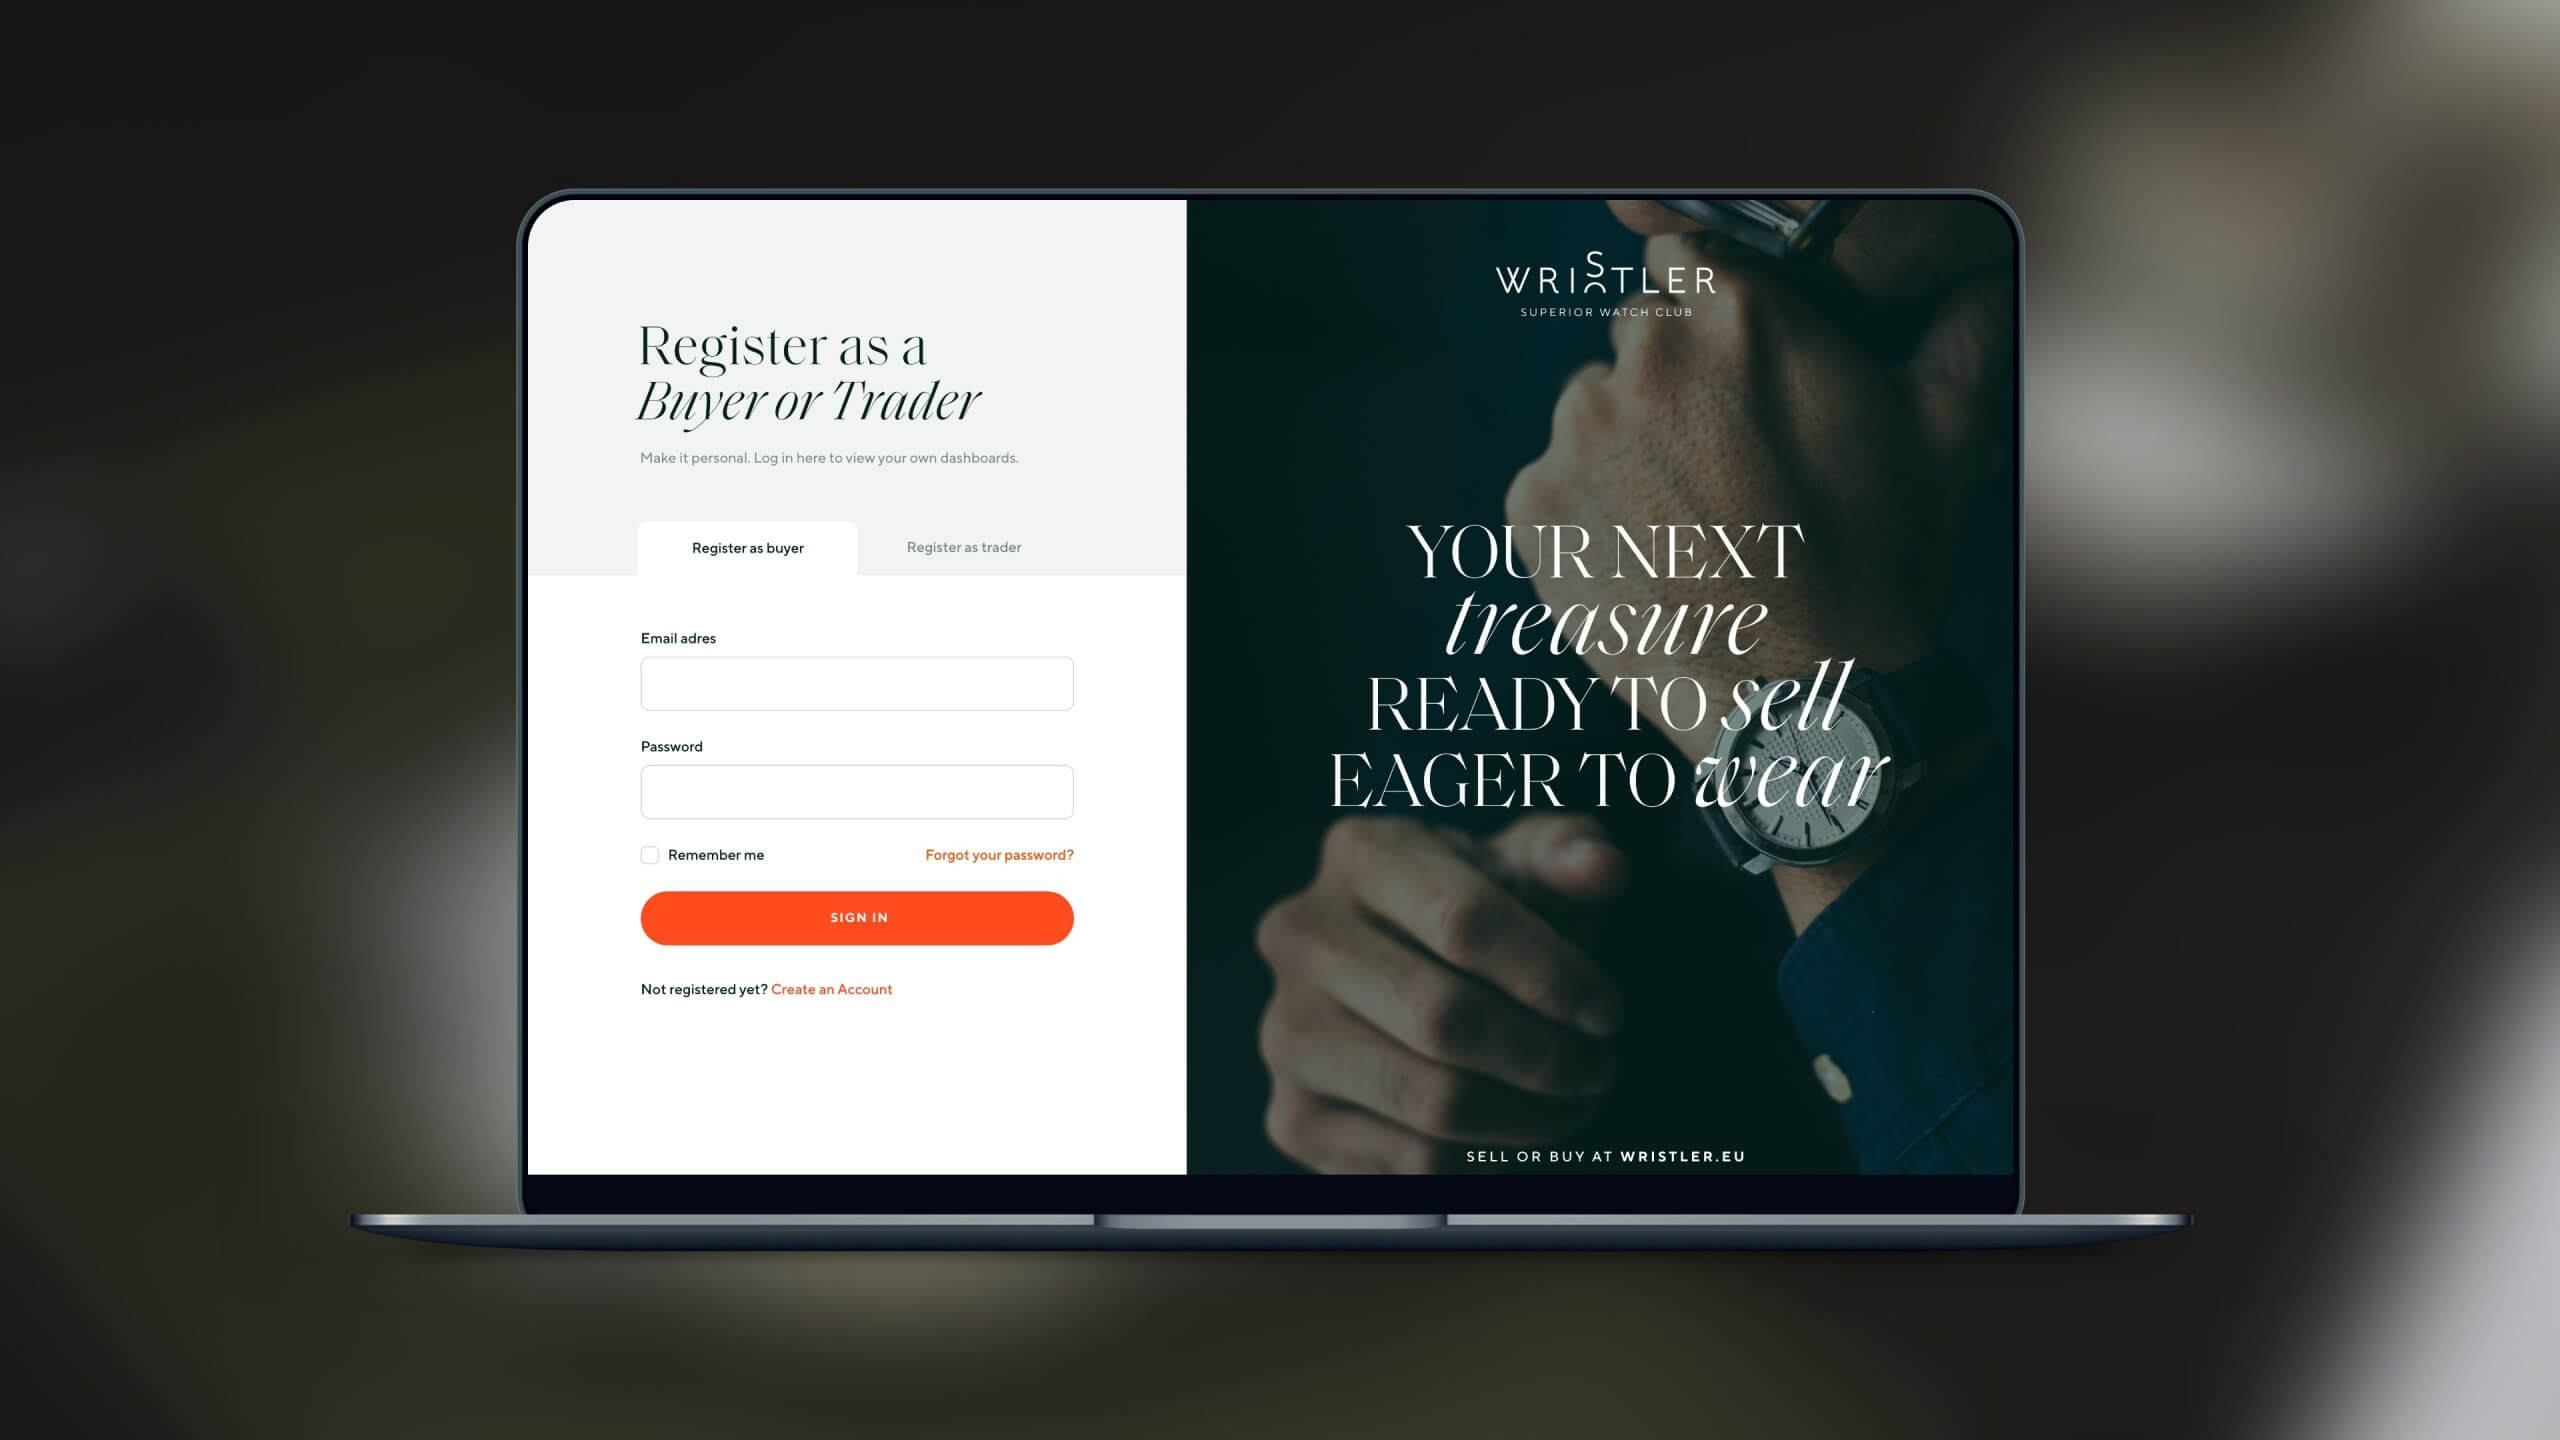 Register as a
Buyer or Trader
Make it personal. Log in here to view your own dashboards.
Register as buyer
Register as trader
Email adres
Password
Remember me
Forgot your password?
SIGN IN
Not registered yet? Create an Account
WRISTLER
SUPERIOR WATCH CLUB
YOUR NEXT
treasure
READY TO sell
EAGER TO wear
SELL OR BUY AT WRISTLER.EU